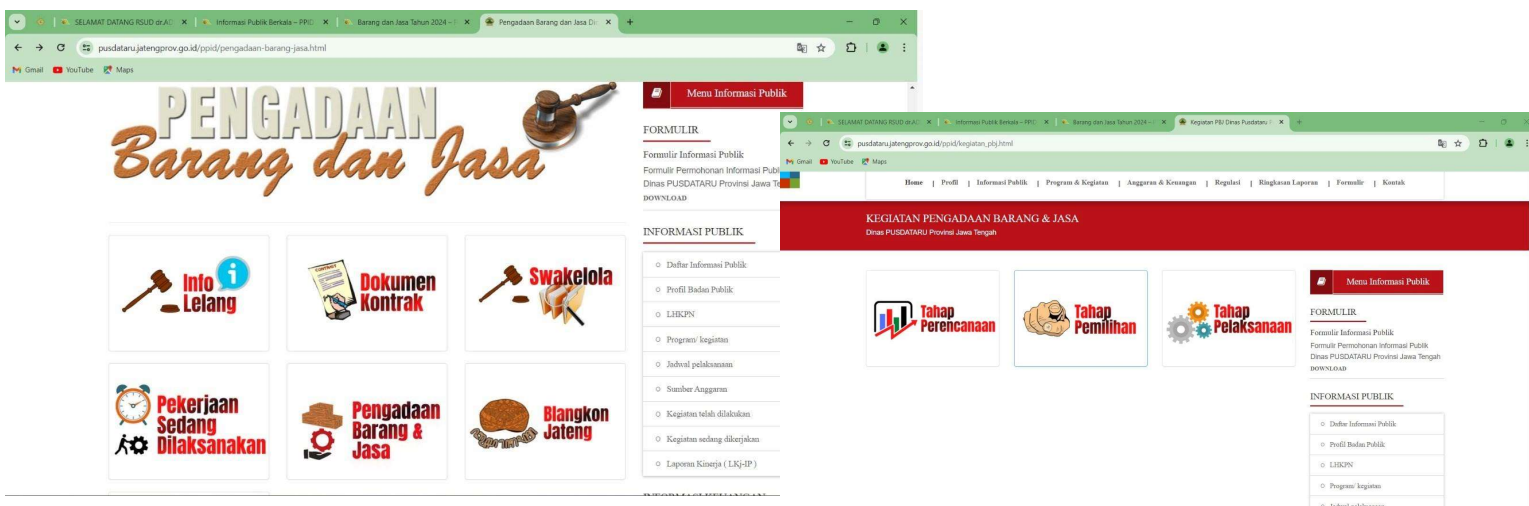 SELAMAT DATANG RSUD dr.AD
Informasi Publik Berkala – PPID
Barang dan Jasa Tahun 2024 –
Pengadaan Barang dan Jasa Di
pusdataru.jatengprov.go.id/ppid/pengadaan-barang-jasa.html
Gmail YouTube Maps
PENGADAAN
Barang dan Jasa
Info
Lelang
Dokumen
Kontrak
Swakelola
Pekerjaan
Sedang
Dilaksanakan
Pengadaan
Barang &
Jasa
Blangkon
Jateng
Menu Informasi Publik
FORMULIR
Formulir Informasi Publik
Formulir Permohonan Informasi Publ
Dinas PUSDATARU Provinsi Jawa Te
DOWNLOAD
INFORMASI PUBLIK
Daftar Informasi Publik
Profil Badan Publik
LHKPN
Program/ kegiatan
Jadwal pelaksanaan
Sumber Anggaran
Kegiatan telah dilakukan
Kegiatan sedang dikerjakan
Laporan Kinerja ( LKj-IP )
INFORMASI KEUANGAN
SELAMAT DATANG RSUD dr.AD
Informasi Publik Berkala – PPID
Barang dan Jasa Tahun 2024 –
Kegiatan PBJ Dinas Pusdataru
pusdataru.jatengprov.go.id/ppid/kegiatan_pbj.html
Gmail YouTube Maps
Home | Profil | Informasi Publik | Program & Kegiatan | Anggaran & Keuangan | Regulasi | Ringkasan Laporan | Formulir | Kontak
KEGIATAN PENGADAAN BARANG & JASA
Dinas PUSDATARU Provinsi Jawa Tengah
Tahap
Perencanaan
Tahap
Pemilihan
Tahap
Pelaksanaan
Menu Informasi Publik
FORMULIR
Formulir Informasi Publik
Formulir Permohonan Informasi Publik
Dinas PUSDATARU Provinsi Jawa Tengah
DOWNLOAD
INFORMASI PUBLIK
Daftar Informasi Publik
Profil Badan Publik
LHKPN
Program/ kegiatan
Jadwal pelaksanaan